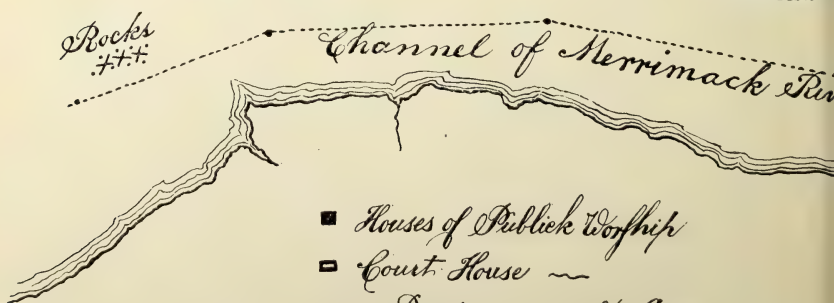 Rocks
Channel of Merrimack
Houses of Publick Worship
Court House